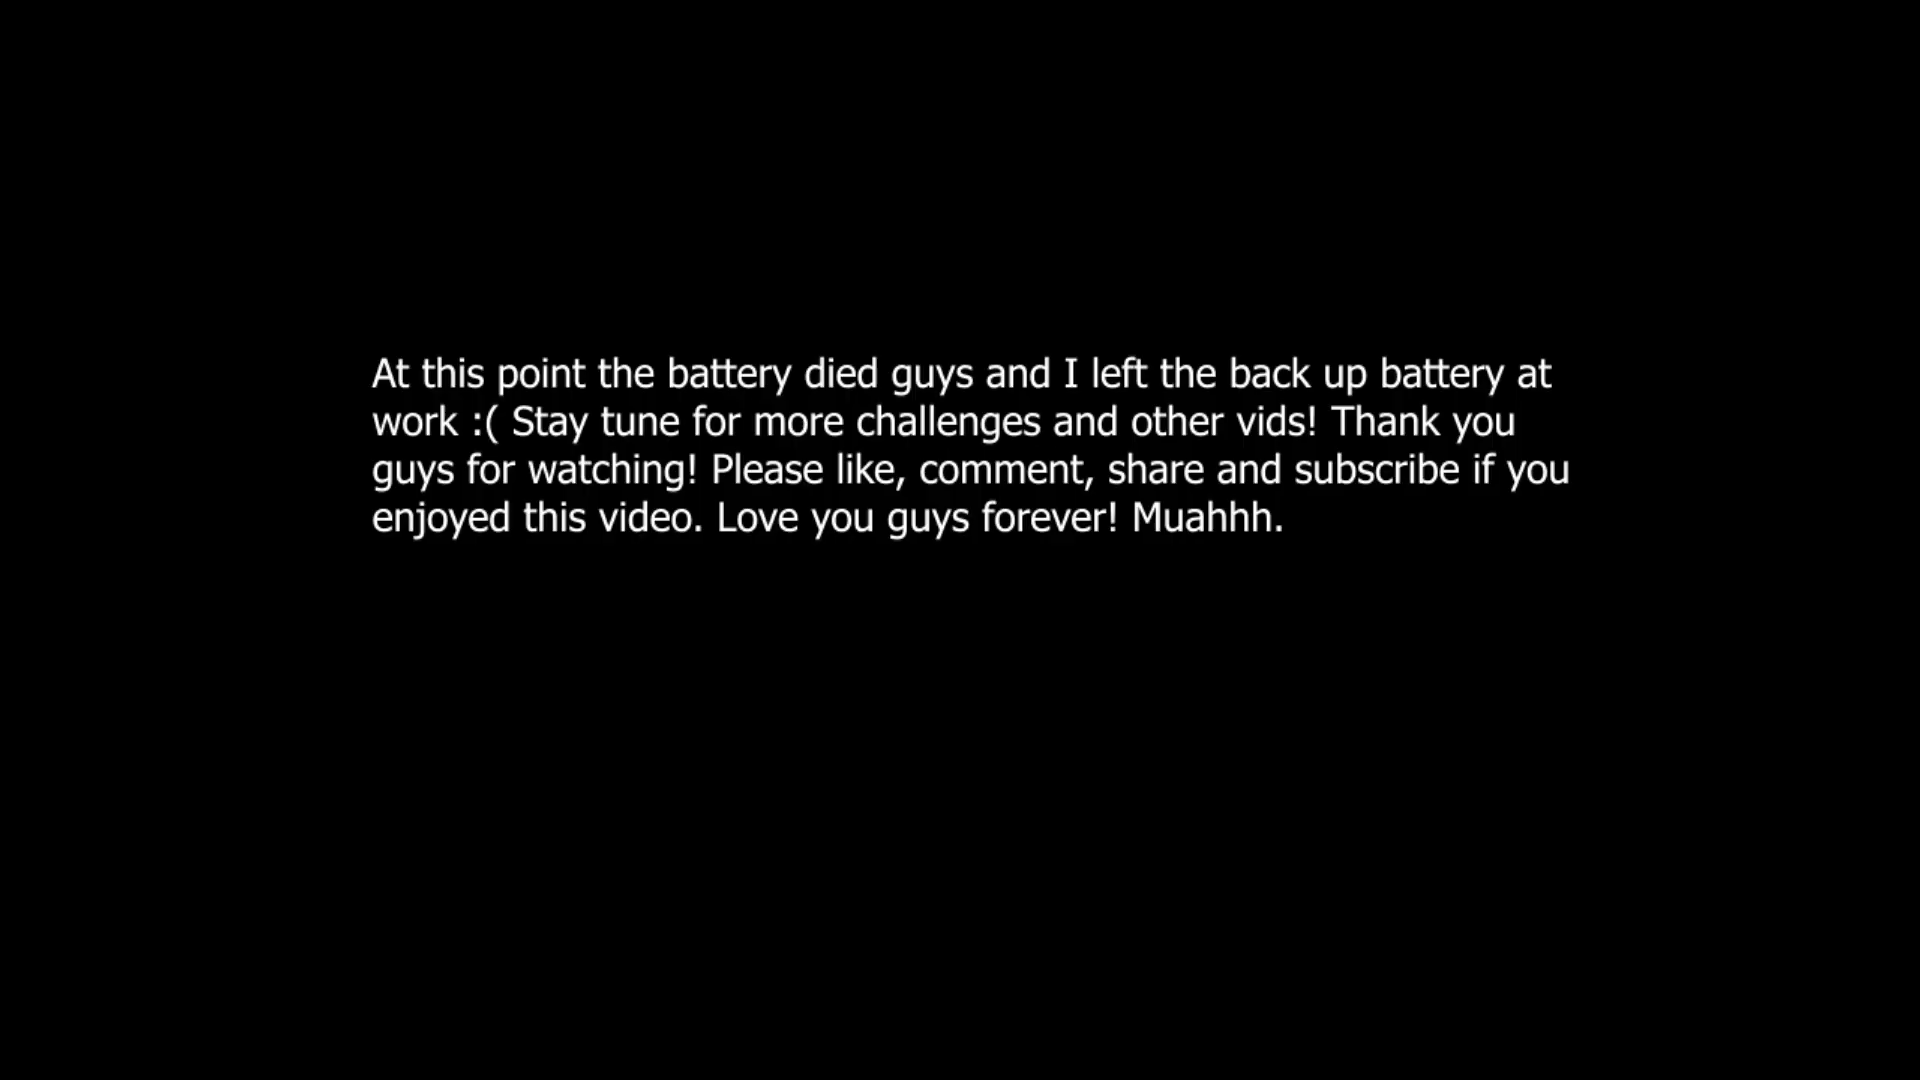 At this point the battery died guys and I left the back up battery at
work :( Stay tune for more challenges and other vids! Thank you
guys for watching! Please like, comment, share and subscribe if you
enjoyed this video. Love you guys forever! Muahhh.